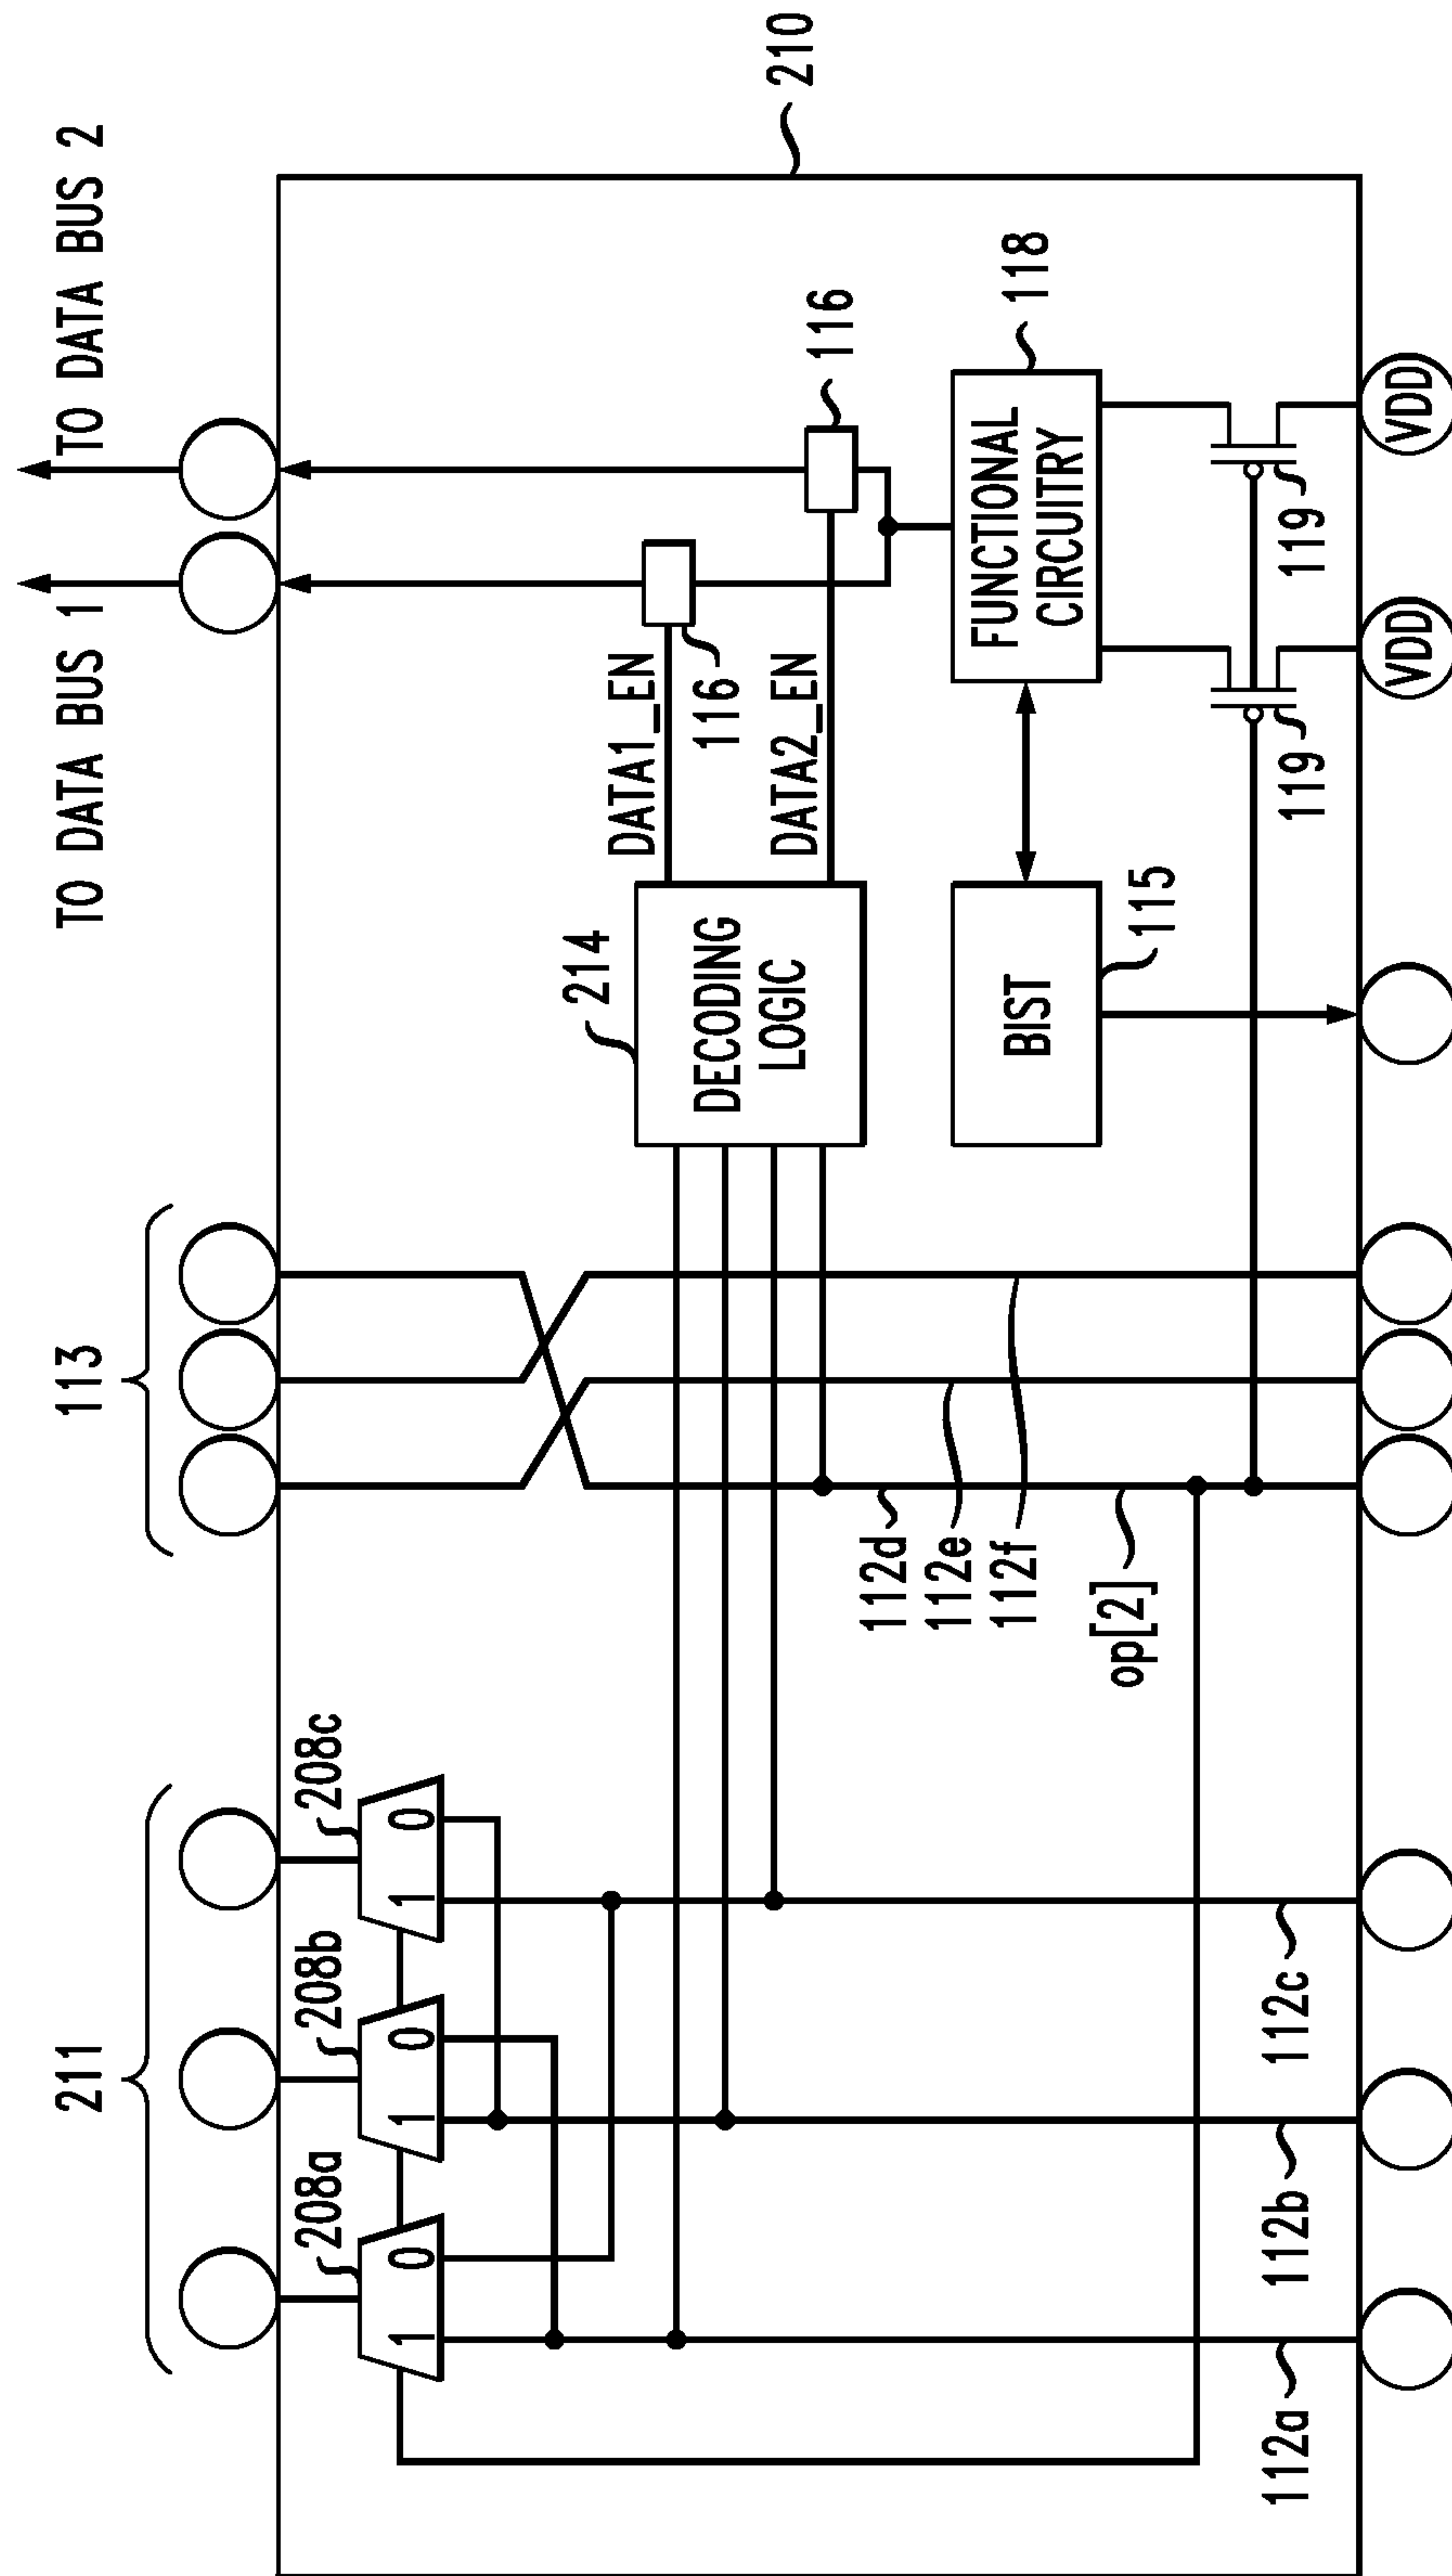 211
113
TO DATA BUS 1
TO DATA BUS 2
208a
208b
208c
1 0
1 0
1 0
214
DECODING
LOGIC
DATA1_EN
116
DATA2_EN
116
210
112d
112e
112f
op[2]
BIST
115
FUNCTIONAL
CIRCUITRY
118
119
119
112a
112b
112c
VDD
VDD